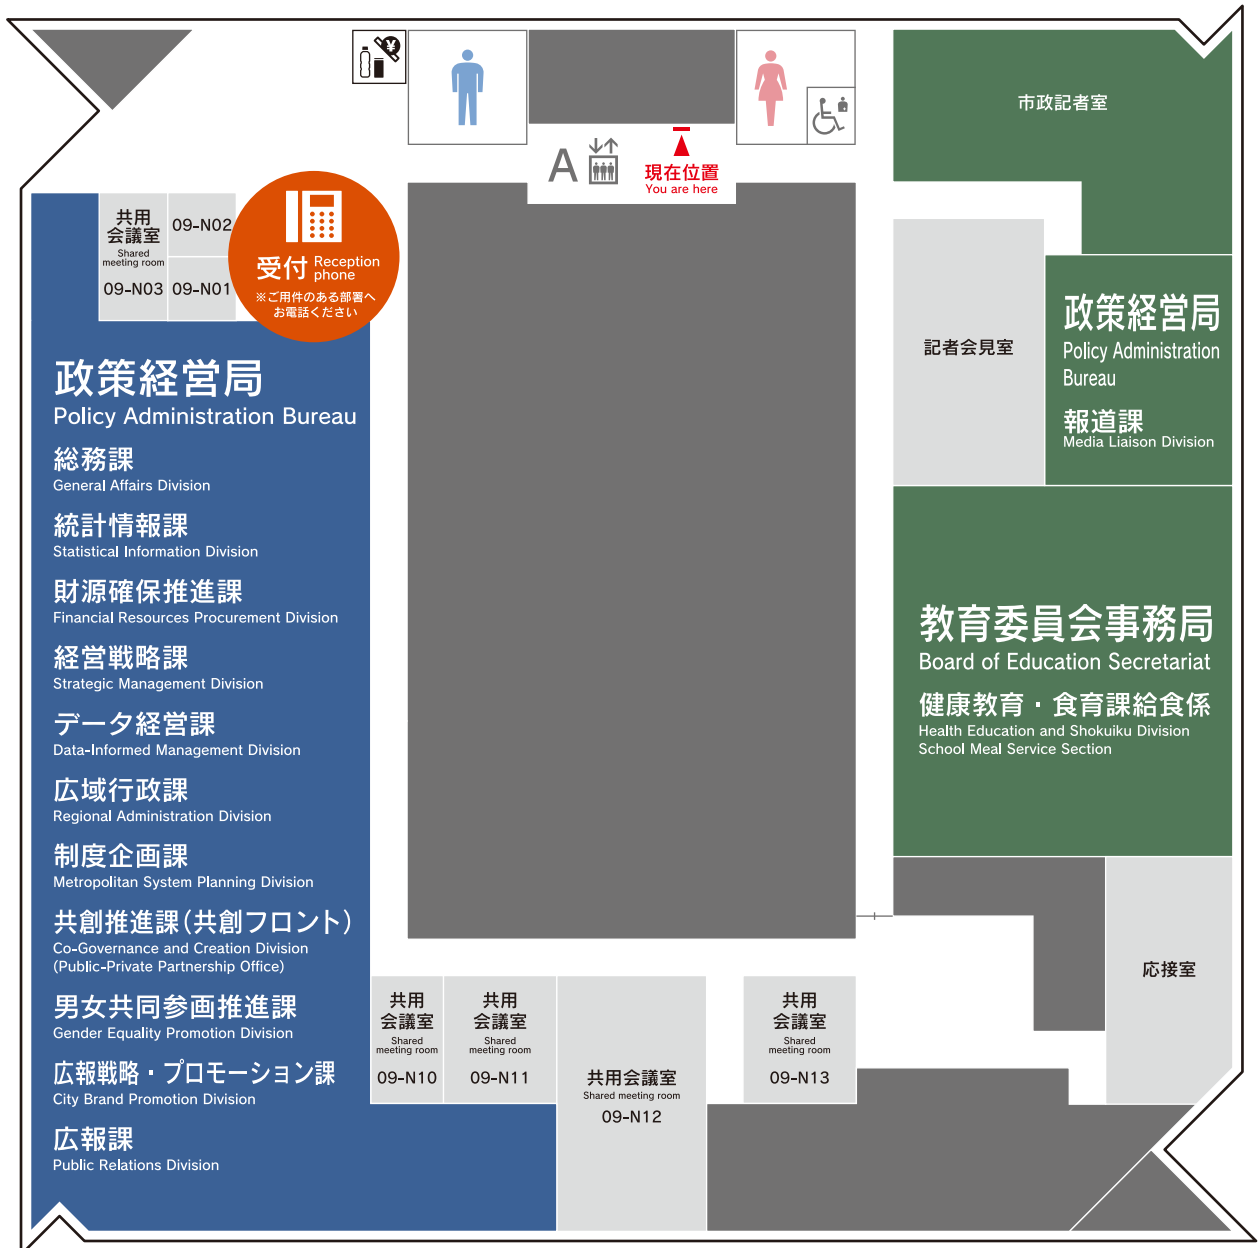 ¥
A
現在位置
You are here
市政記者室
共用
会議室
Shared
meeting room
09-N03
09-N02
09-N01
受付 Reception phone
※ご用件のある部署へ
お電話ください
政策経営局
Policy Administration Bureau
総務課
General Affairs Division
統計情報課
Statistical Information Division
財源確保推進課
Financial Resources Procurement Division
経営戦略課
Strategic Management Division
データ経営課
Data-Informed Management Division
広域行政課
Regional Administration Division
制度企画課
Metropolitan System Planning Division
共創推進課(共創フロント)
Co-Governance and Creation Division
(Public-Private Partnership Office)
男女共同参画推進課
Gender Equality Promotion Division
広報戦略・プロモーション課
City Brand Promotion Division
広報課
Public Relations Division
記者会見室
政策経営局
Policy Administration
Bureau
報道課
Media Liaison Division
教育委員会事務局
Board of Education Secretariat
健康教育・食育課給食係
Health Education and Shokuiku Division
School Meal Service Section
応接室
共用
会議室
Shared
meeting room
09-N10
共用
会議室
Shared
meeting room
09-N11
共用会議室
Shared meeting room
09-N12
共用
会議室
Shared
meeting room
09-N13